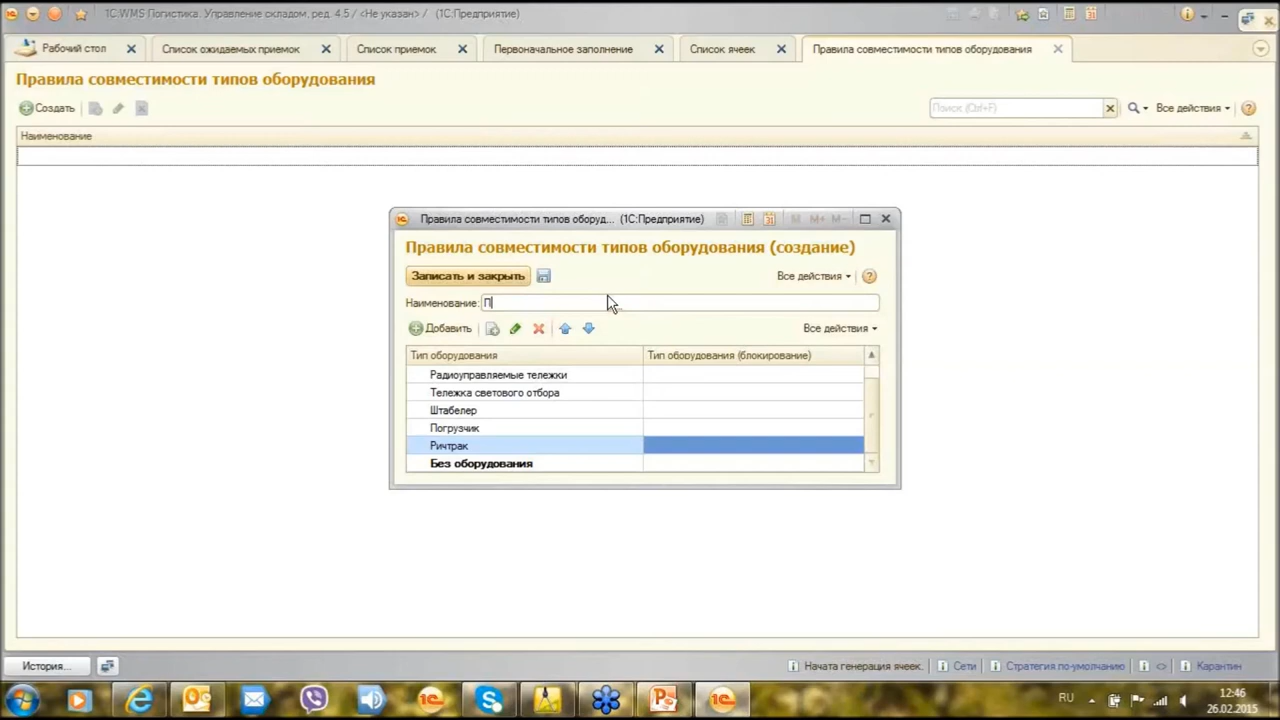 1С:WMS Логистика. Управление складом, ред. 4.5 / <Не указан> / (1С:Предприятие)
Рабочий стол
Список ожидаемых приемок
Список приемок
Первоначальное заполнение
Список ячеек
Правила совместимости типов оборудования
Правила совместимости типов оборудования
Создать
Поиск (Ctrl+F)
Все действия
Наименование
Правила совместимости типов оборуд... (1С:Предприятие)
M M+ M-
Правила совместимости типов оборудования (создание)
Записать и закрыть
Все действия
Наименование: П
Добавить
Все действия
Тип оборудования
Тип оборудования (блокирование)
Радиоуправляемые тележки
Тележка светового отбора
Штабелер
Погрузчик
Ричтрак
Без оборудования
История...
Начата генерация ячеек.
Сети
Стратегия по-умолчанию
<>
Карантин
RU
12:46
26.02.2015